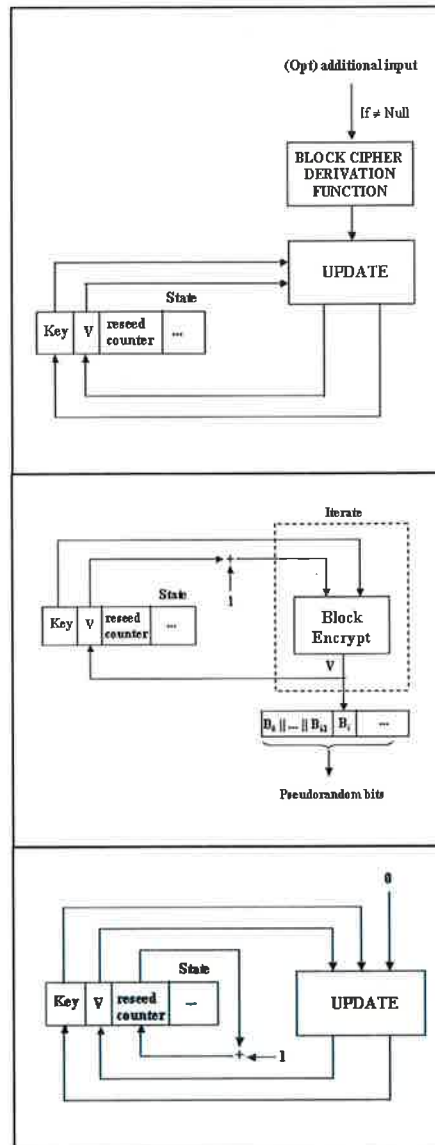 (Opt) additional input
If ≠ Null
BLOCK CIPHER
DERIVATION
FUNCTION
UPDATE
State
Key V reseed counter ...
Iterate
+
1
State
Key V reseed counter ...
Block
Encrypt
V
Pseudorandom bits
0
State
Key V reseed counter ...
UPDATE
+ 1